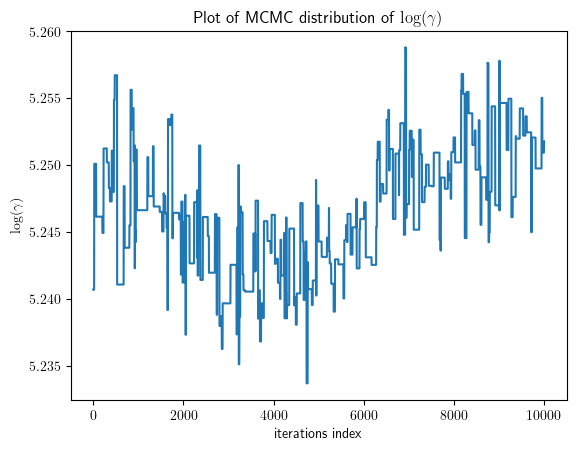 Plot of MCMC distribution of log(γ)
5.260
5.255
5.250
5.245
5.240
5.235
log(γ)
0 2000 4000 6000 8000 10000
iterations index